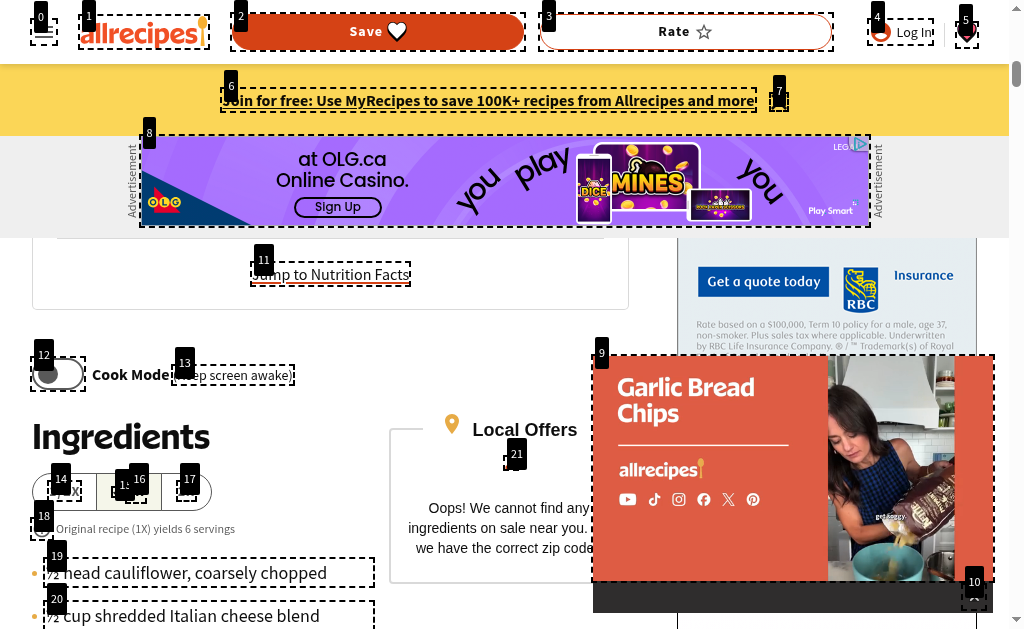 0
1
2
3
4
5
allrecipes
Save
Rate
Log In
6
7
Join for free: Use MyRecipes to save 100K+ recipes from Allrecipes and more
8
Advertisement
at OLG.ca
Online Casino.
Sign Up
OLG
you play
DICE
MINES
you
Play Smart
Advertisement
11
Jump to Nutrition Facts
Get a quote today
RBC
Insurance
Rate based on a $100,000, Term 10 policy for a male, age 37,
non-smoker. Plus sales tax where applicable. Underwritten
by RBC Life Insurance Company. ® / ™ Trademark(s) of Royal
12
13
Cook Mode
screen awake)
9
Garlic Bread
Chips
allrecipes
get soggy.
10
Ingredients
Local Offers
21
14
15
16
17
18
Original recipe (1X) yields 6 servings
Oops! We cannot find any
ingredients on sale near you.
we have the correct zip code
19
½ head cauliflower, coarsely chopped
20
½ cup shredded Italian cheese blend